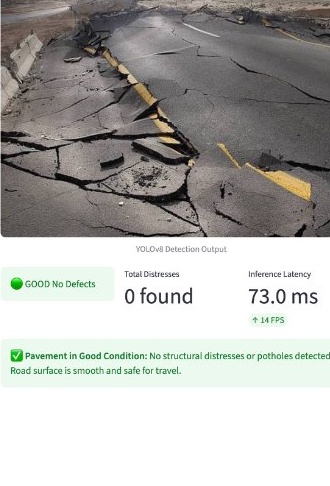 YOLOv8 Detection Output
GOOD No Defects
Total Distresses
0 found
Inference Latency
73.0 ms
↑ 14 FPS
Pavement in Good Condition: No structural distresses or potholes detected
Road surface is smooth and safe for travel.